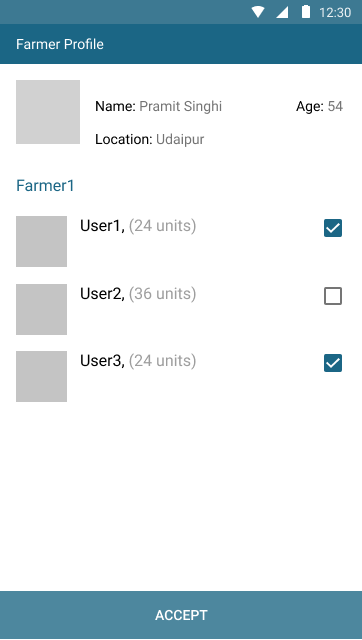 12:30
Farmer Profile
Name: Pramit Singhi Age: 54
Location: Udaipur
Farmer1
User1, (24 units)
User2, (36 units)
User3, (24 units)
ACCEPT